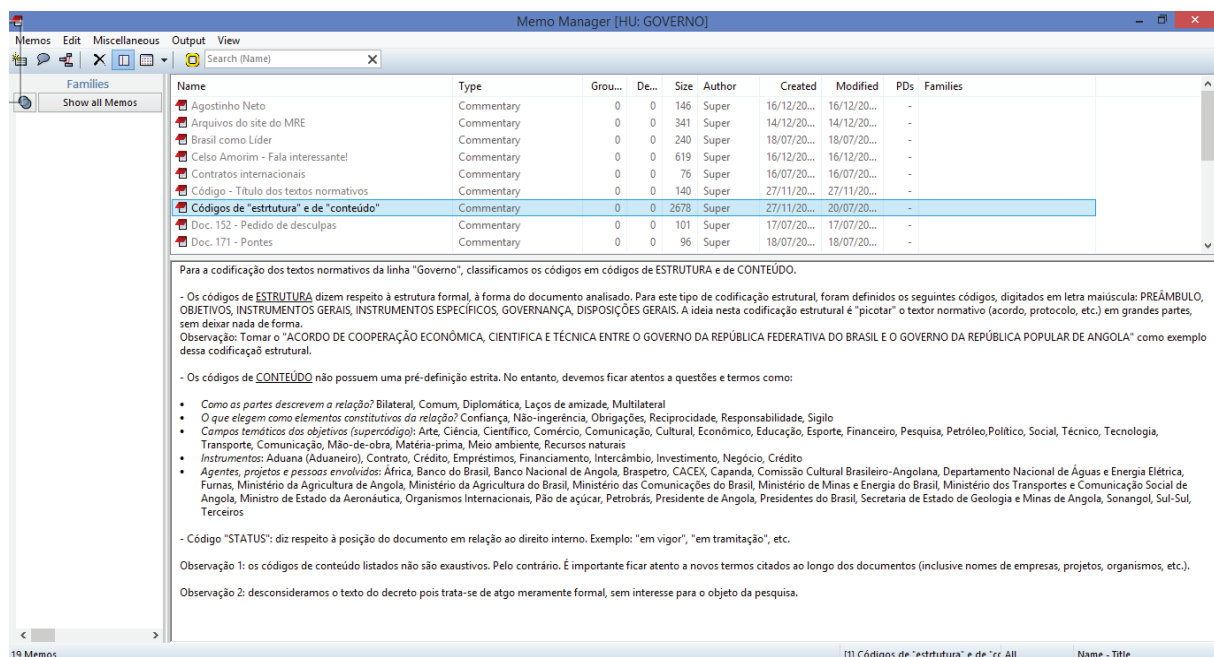 Memo Manager [HU: GOVERNO]
Memos Edit Miscellaneous Output View
Search (Name)
Families
Show all Memos
Name Type Grou... De... Size Author Created Modified PDs Families
Agostinho Neto Commentary 0 0 146 Super 16/12/20... 16/12/20... -
Arquivos do site do MRE Commentary 0 0 341 Super 14/12/20... 14/12/20... -
Brasil como Líder Commentary 0 0 240 Super 18/07/20... 18/07/20... -
Celso Amorim - Fala interessante! Commentary 0 0 619 Super 16/12/20... 16/12/20... -
Contratos internacionais Commentary 0 0 76 Super 16/07/20... 16/07/20... -
Código - Título dos textos normativos Commentary 0 0 140 Super 27/11/20... 27/11/20... -
Códigos de "estrtutura" e de "conteúdo" Commentary 0 0 2678 Super 27/11/20... 20/07/20... -
Doc. 152 - Pedido de desculpas Commentary 0 0 101 Super 17/07/20... 17/07/20... -
Doc. 171 - Pontes Commentary 0 0 96 Super 18/07/20... 18/07/20... -
Para a codificação dos textos normativos da linha "Governo", classificamos os códigos em códigos de ESTRUTURA e de CONTEÚDO.
- Os códigos de ESTRUTURA dizem respeito à estrutura formal, à forma do documento analisado. Para este tipo de codificação estrutural, foram definidos os seguintes códigos, digitados em letra maiúscula: PREÂMBULO,
OBJETIVOS, INSTRUMENTOS GERAIS, INSTRUMENTOS ESPECÍFICOS, GOVERNANÇA, DISPOSIÇÕES GERAIS. A ideia nesta codificação estrutural é "picotar" o textor normativo (acordo, protocolo, etc.) em grandes partes,
sem deixar nada de forma.
Observação: Tomar o "ACORDO DE COOPERAÇÃO ECONÔMICA, CIENTIFICA E TÉCNICA ENTRE O GOVERNO DA REPÚBLICA FEDERATIVA DO BRASIL E O GOVERNO DA REPÚBLICA POPULAR DE ANGOLA" como exemplo
dessa codificaçaõ estrutural.
- Os códigos de CONTEÚDO não possuem uma pré-definição estrita. No entanto, devemos ficar atentos a questões e termos como:
• Como as partes descrevem a relação? Bilateral, Comum, Diplomática, Laços de amizade, Multilateral
• O que elegem como elementos constitutivos da relação? Confiança, Não-ingerência, Obrigações, Reciprocidade, Responsabilidade, Sigilo
• Campos temáticos dos objetivos (supercódigo): Arte, Ciência, Científico, Comércio, Comunicação, Cultural, Econômico, Educação, Esporte, Financeiro, Pesquisa, Petróleo,Político, Social, Técnico, Tecnologia,
Transporte, Comunicação, Mão-de-obra, Matéria-prima, Meio ambiente, Recursos naturais
• Instrumentos: Aduana (Aduaneiro), Contrato, Crédito, Empréstimos, Financiamento, Intercâmbio, Investimento, Negócio, Crédito
• Agentes, projetos e pessoas envolvidos: África, Banco do Brasil, Banco Nacional de Angola, Braspetro, CACEX, Capanda, Comissão Cultural Brasileiro-Angolana, Departamento Nacional de Águas e Energia Elétrica,
Furnas, Ministério da Agricultura de Angola, Ministério da Agricultura do Brasil, Ministério das Comunicações do Brasil, Ministério de Minas e Energia do Brasil, Ministério dos Transportes e Comunicação Social de
Angola, Ministro de Estado da Aeronáutica, Organismos Internacionais, Pão de açúcar, Petrobrás, Presidente de Angola, Presidentes do Brasil, Secretaria de Estado de Geologia e Minas de Angola, Sonangol, Sul-Sul,
Terceiros
- Código "STATUS": diz respeito à posição do documento em relação ao direito interno. Exemplo: "em vigor", "em tramitação", etc.
Observação 1: os códigos de conteúdo listados não são exaustivos. Pelo contrário. É importante ficar atento a novos termos citados ao longo dos documentos (inclusive nomes de empresas, projetos, organismos, etc.).
Observação 2: desconsideramos o texto do decreto pois trata-se de atgo meramente formal, sem interesse para o objeto da pesquisa.
19 Memos [1] Códigos de "estrtutura" e de "cc All Name - Title